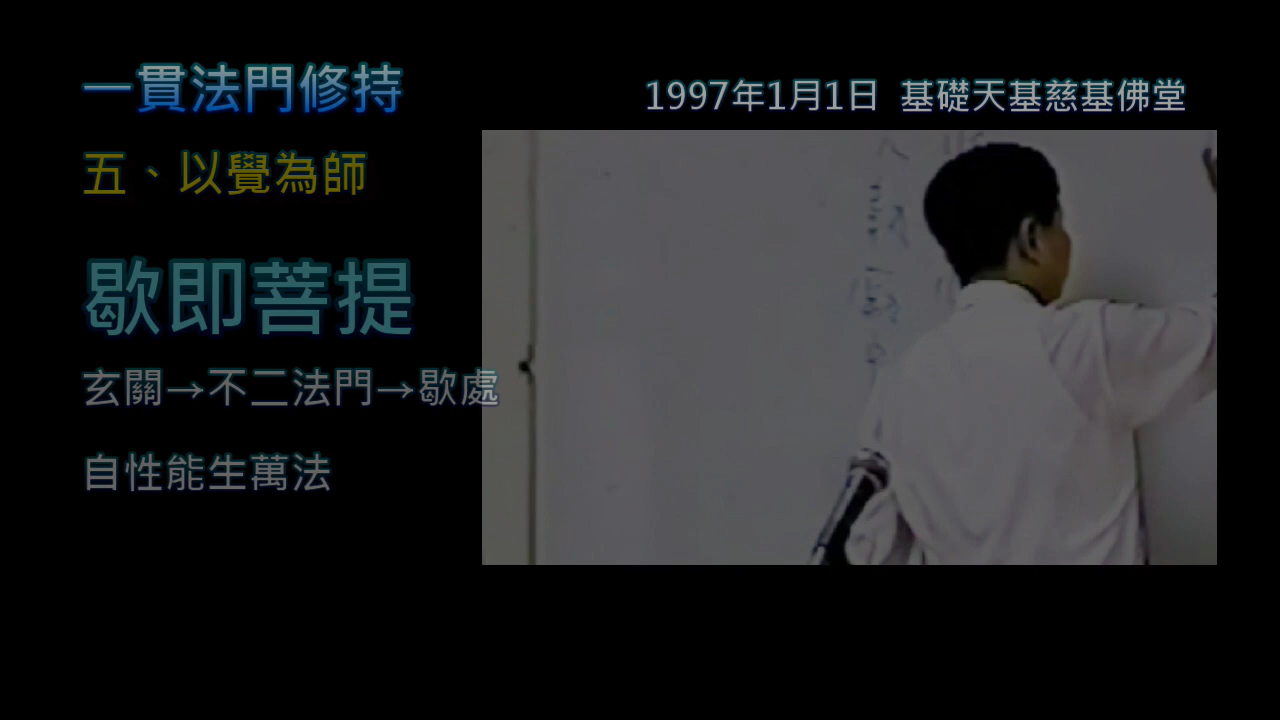 一貫法門修持
1997年1月1日 基礎天基慈基佛堂
五、以覺為師
歇即菩提
玄關→不二法門→歇處
自性能生萬法